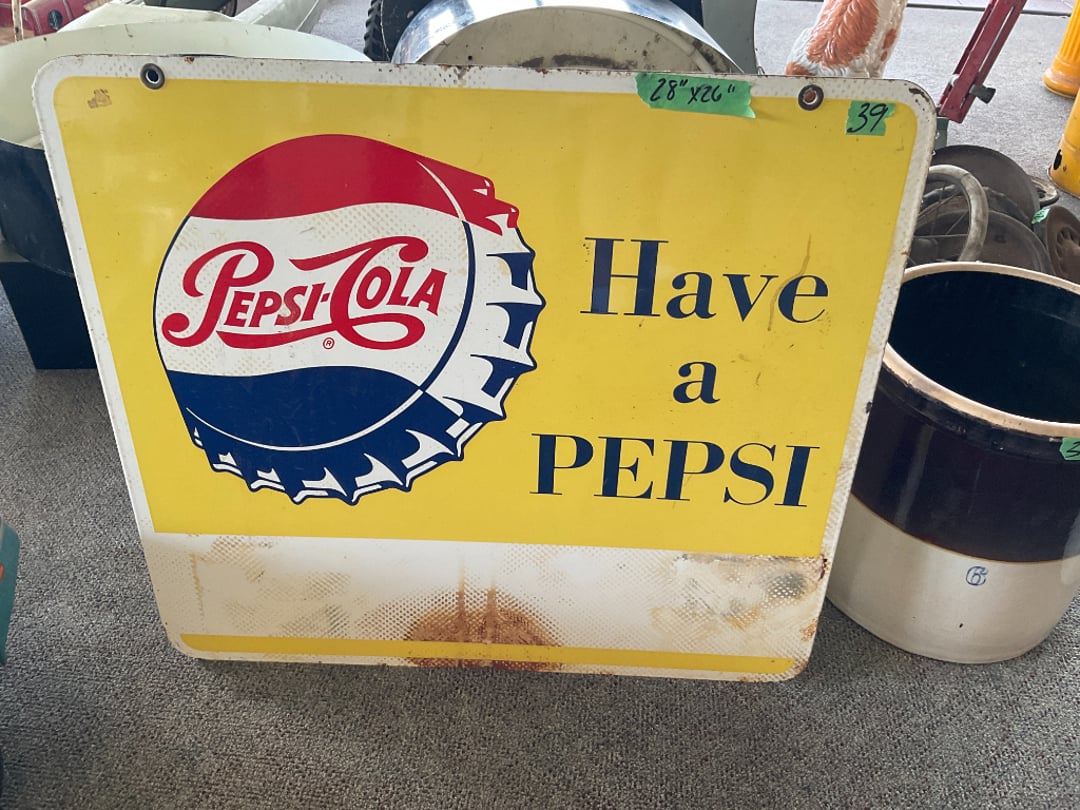 28"x26"
39
PEPSI-COLA
®
Have
a
PEPSI
6